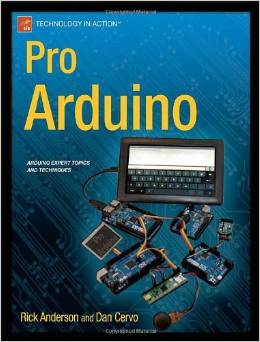 TECHNOLOGY IN ACTION™
Pro
Arduino
ARDUINO EXPERT TOPICS
AND TECHNIQUES
Rick Anderson and Dan Cervo